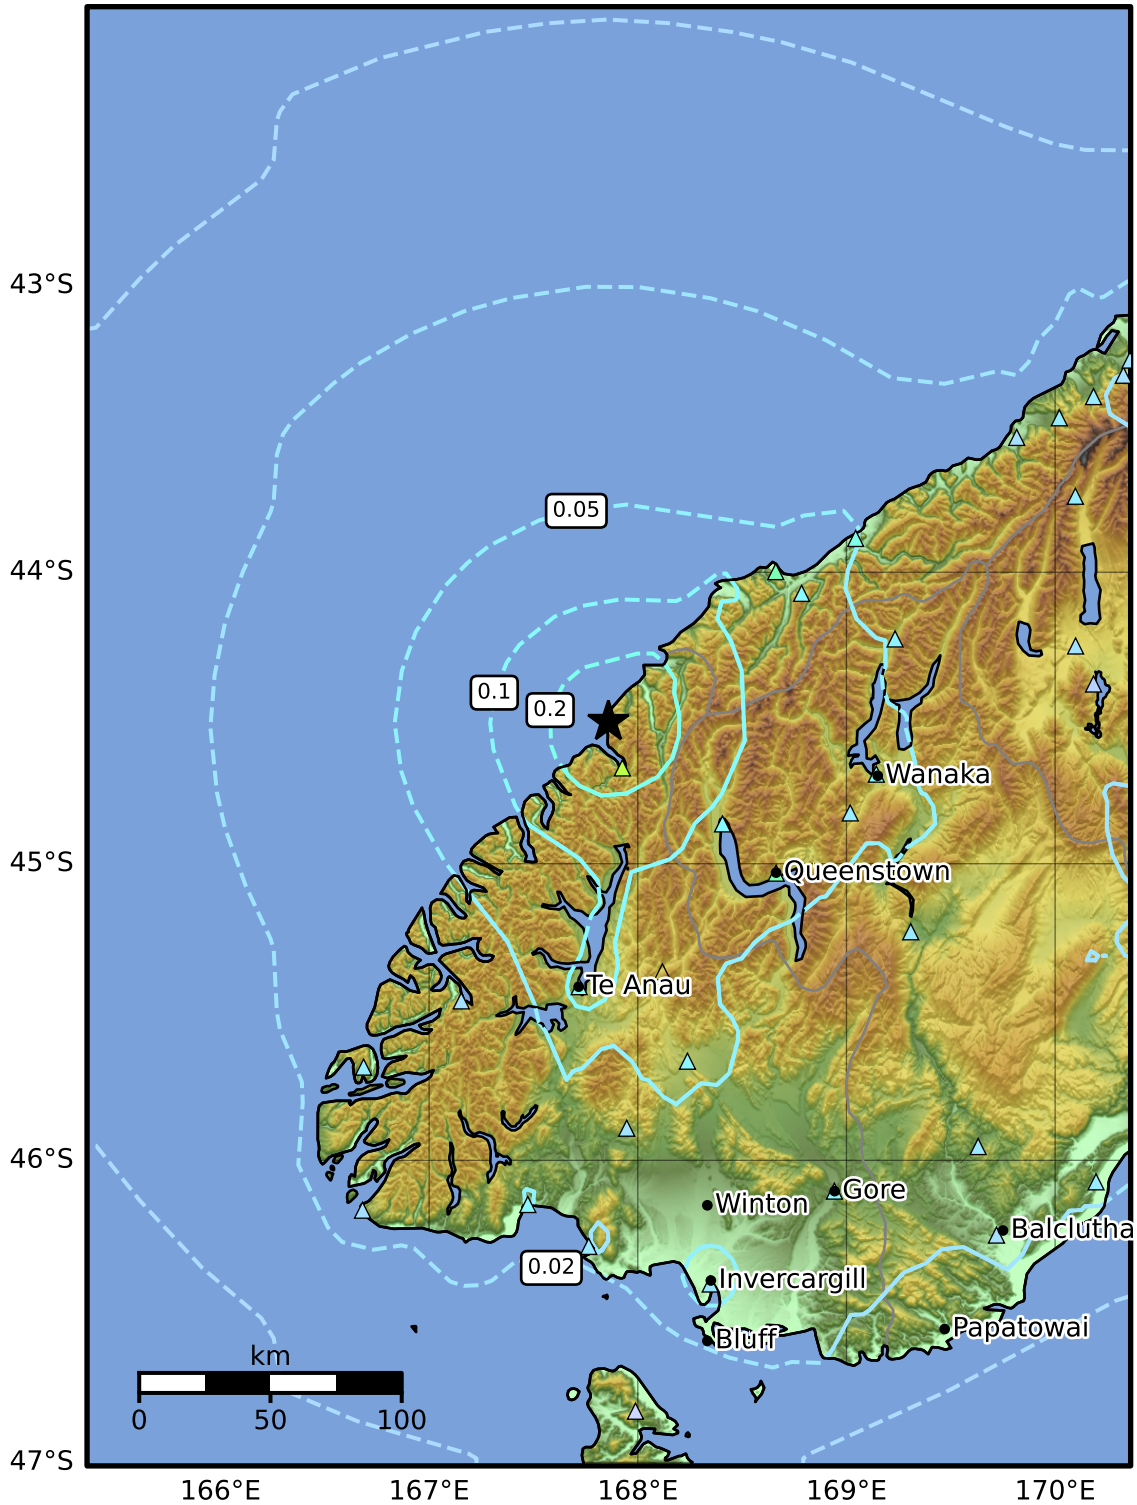 43°S
0.05
44°S
0.1
0.2
Wanaka
45°S
Queenstown
Te Anau
46°S
Winton
Gore
Balclutha
0.02
Invercargill
Bluff
Papatowai
km
0 50 100
47°S
166°E 167°E 168°E 169°E 170°E